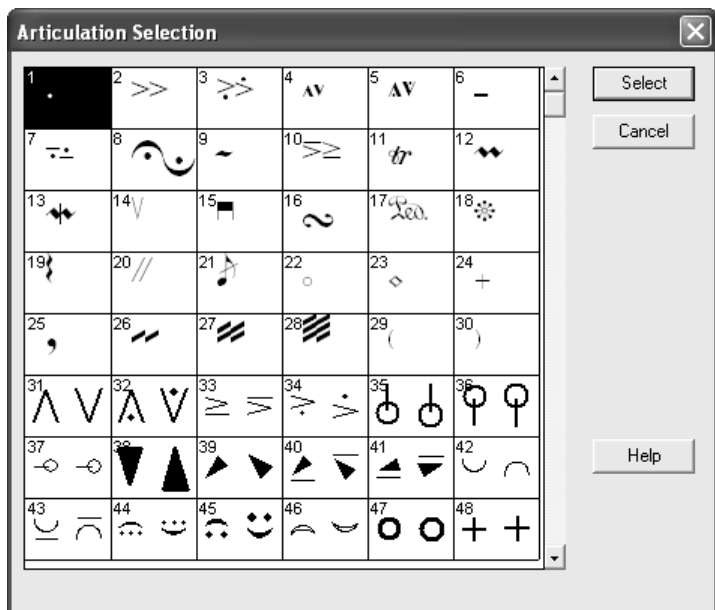 Articulation Selection
1 2 >> 3 4 5 6
Select
7 8 9 10 11 tr 12
Cancel
13 14 15 16 17 Ped. 18
19 20 // 21 22 23 24 +
25 , 26 27 28 29 ( 30 )
31 32 33 34 35 36
37 38 39 40 41 42
Help
43 44 45 46 47 48 + +